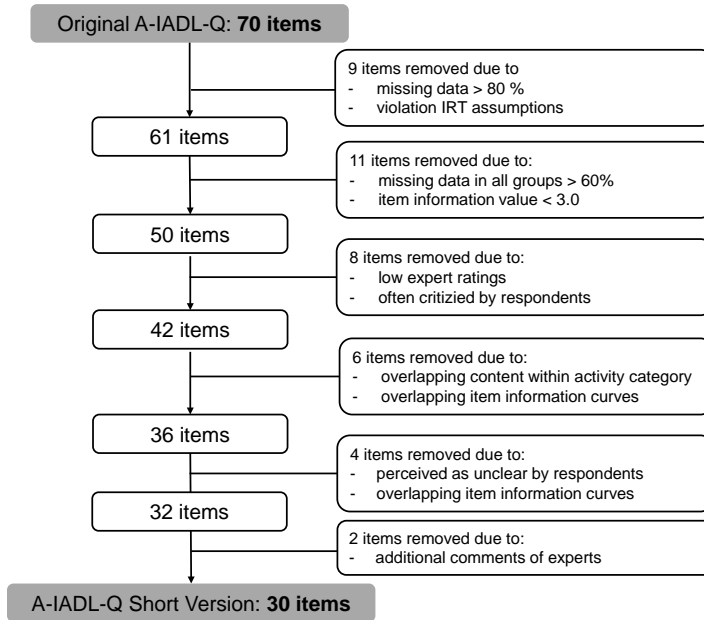 Original A-IADL-Q: 70 items
9 items removed due to
- missing data > 80 %
- violation IRT assumptions
61 items
11 items removed due to:
- missing data in all groups > 60%
- item information value < 3.0
50 items
8 items removed due to:
- low expert ratings
- often critizied by respondents
42 items
6 items removed due to:
- overlapping content within activity category
- overlapping item information curves
36 items
4 items removed due to:
- perceived as unclear by respondents
- overlapping item information curves
32 items
2 items removed due to:
- additional comments of experts
A-IADL-Q Short Version: 30 items